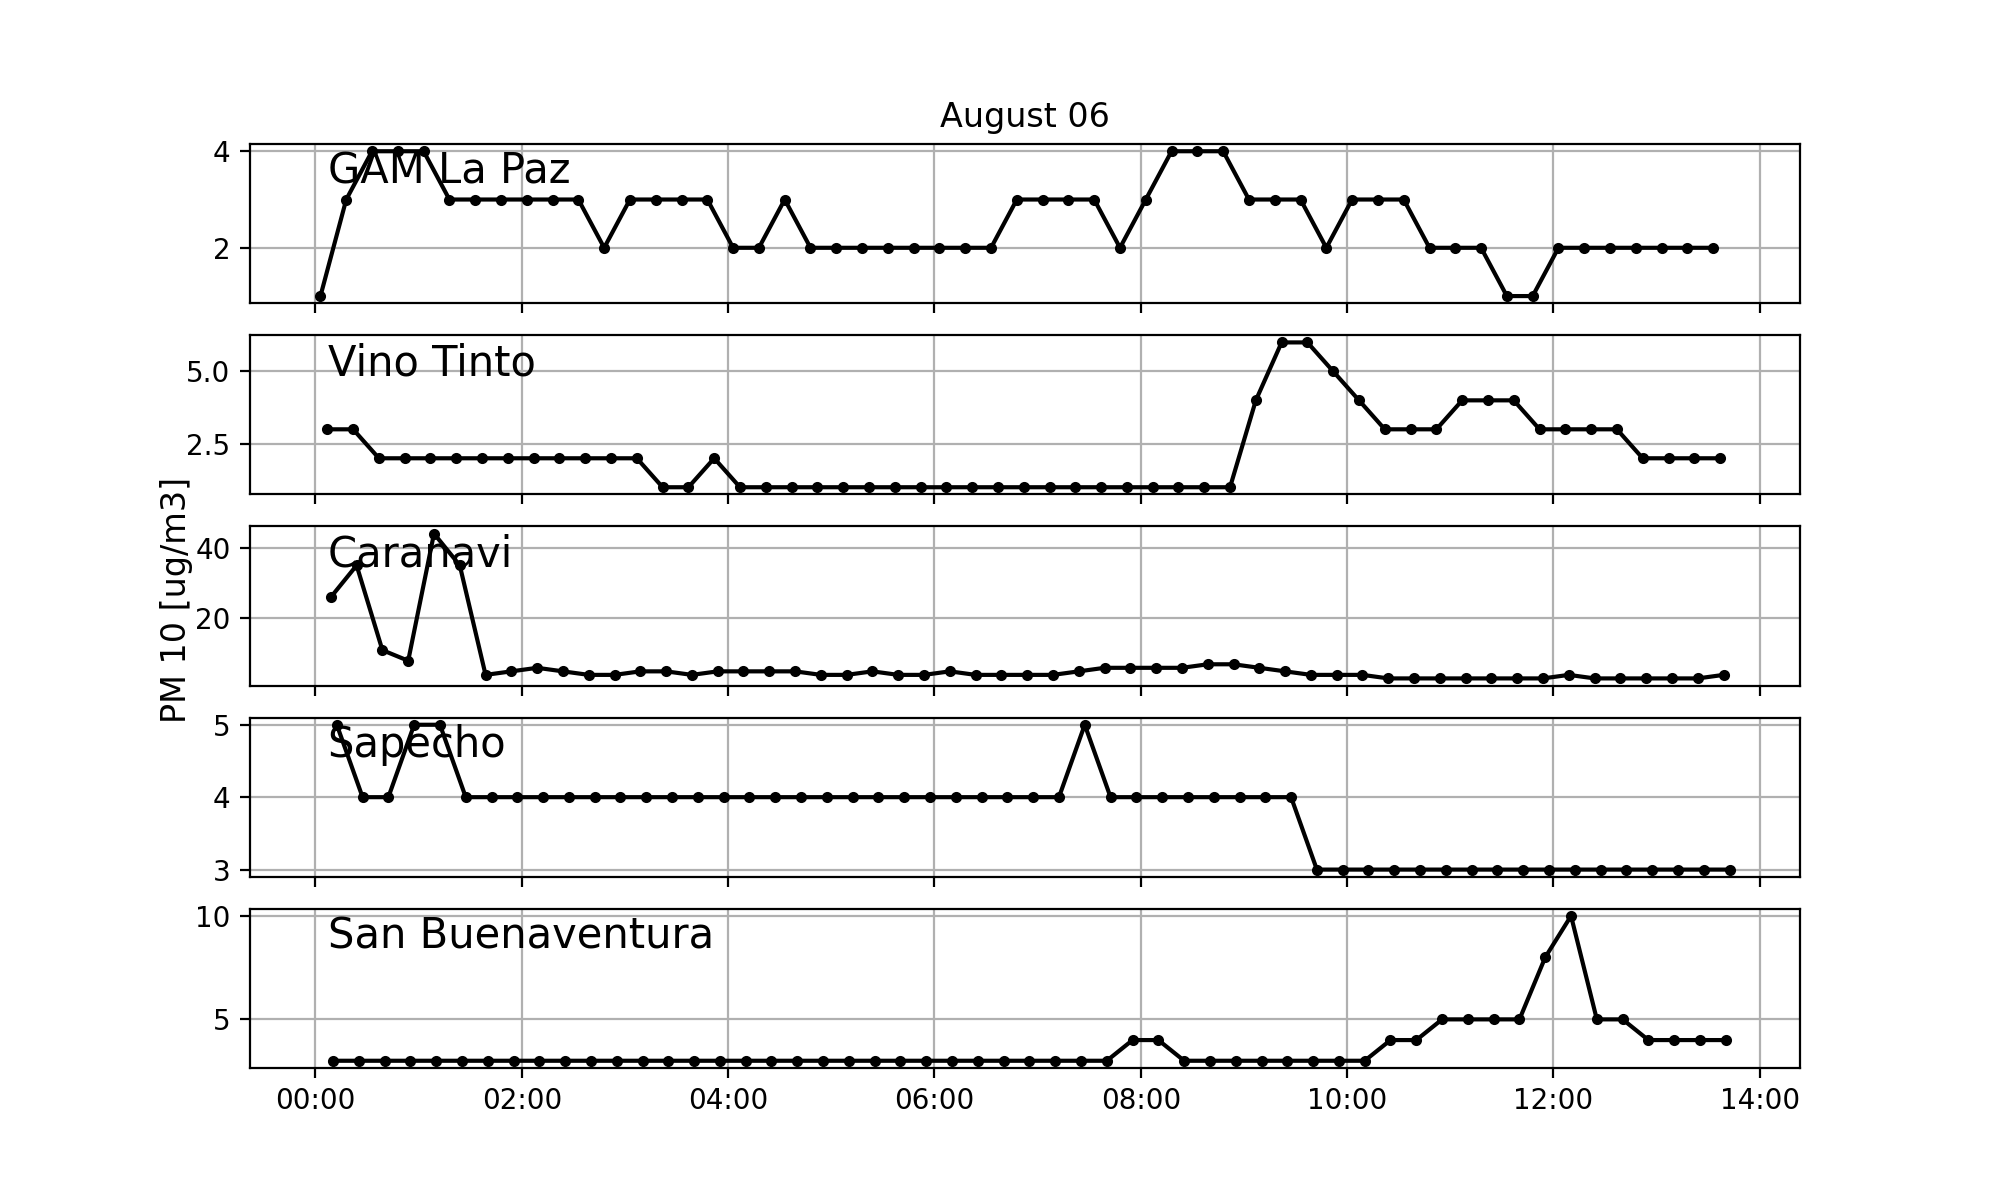 August 06
4
GAM La Paz
2
Vino Tinto
5.0
2.5
PM 10 [ug/m3]
Caranavi
40
20
5
Sapecho
4
3
10
San Buenaventura
5
00:00 02:00 04:00 06:00 08:00 10:00 12:00 14:00